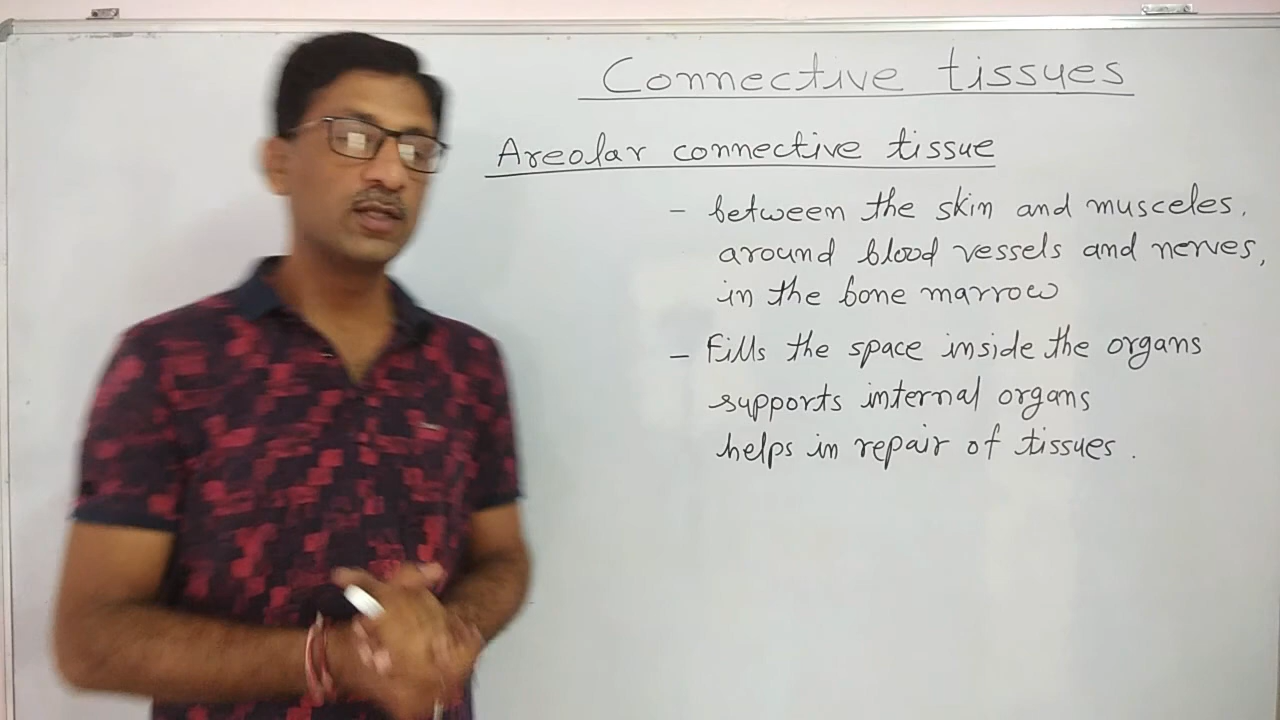 Connective tissues
Areolar connective tissue
- between the skin and musceles,
around blood vessels and nerves,
in the bone marrow
- Fills the space inside the organs
supports internal organs
helps in repair of tissues.